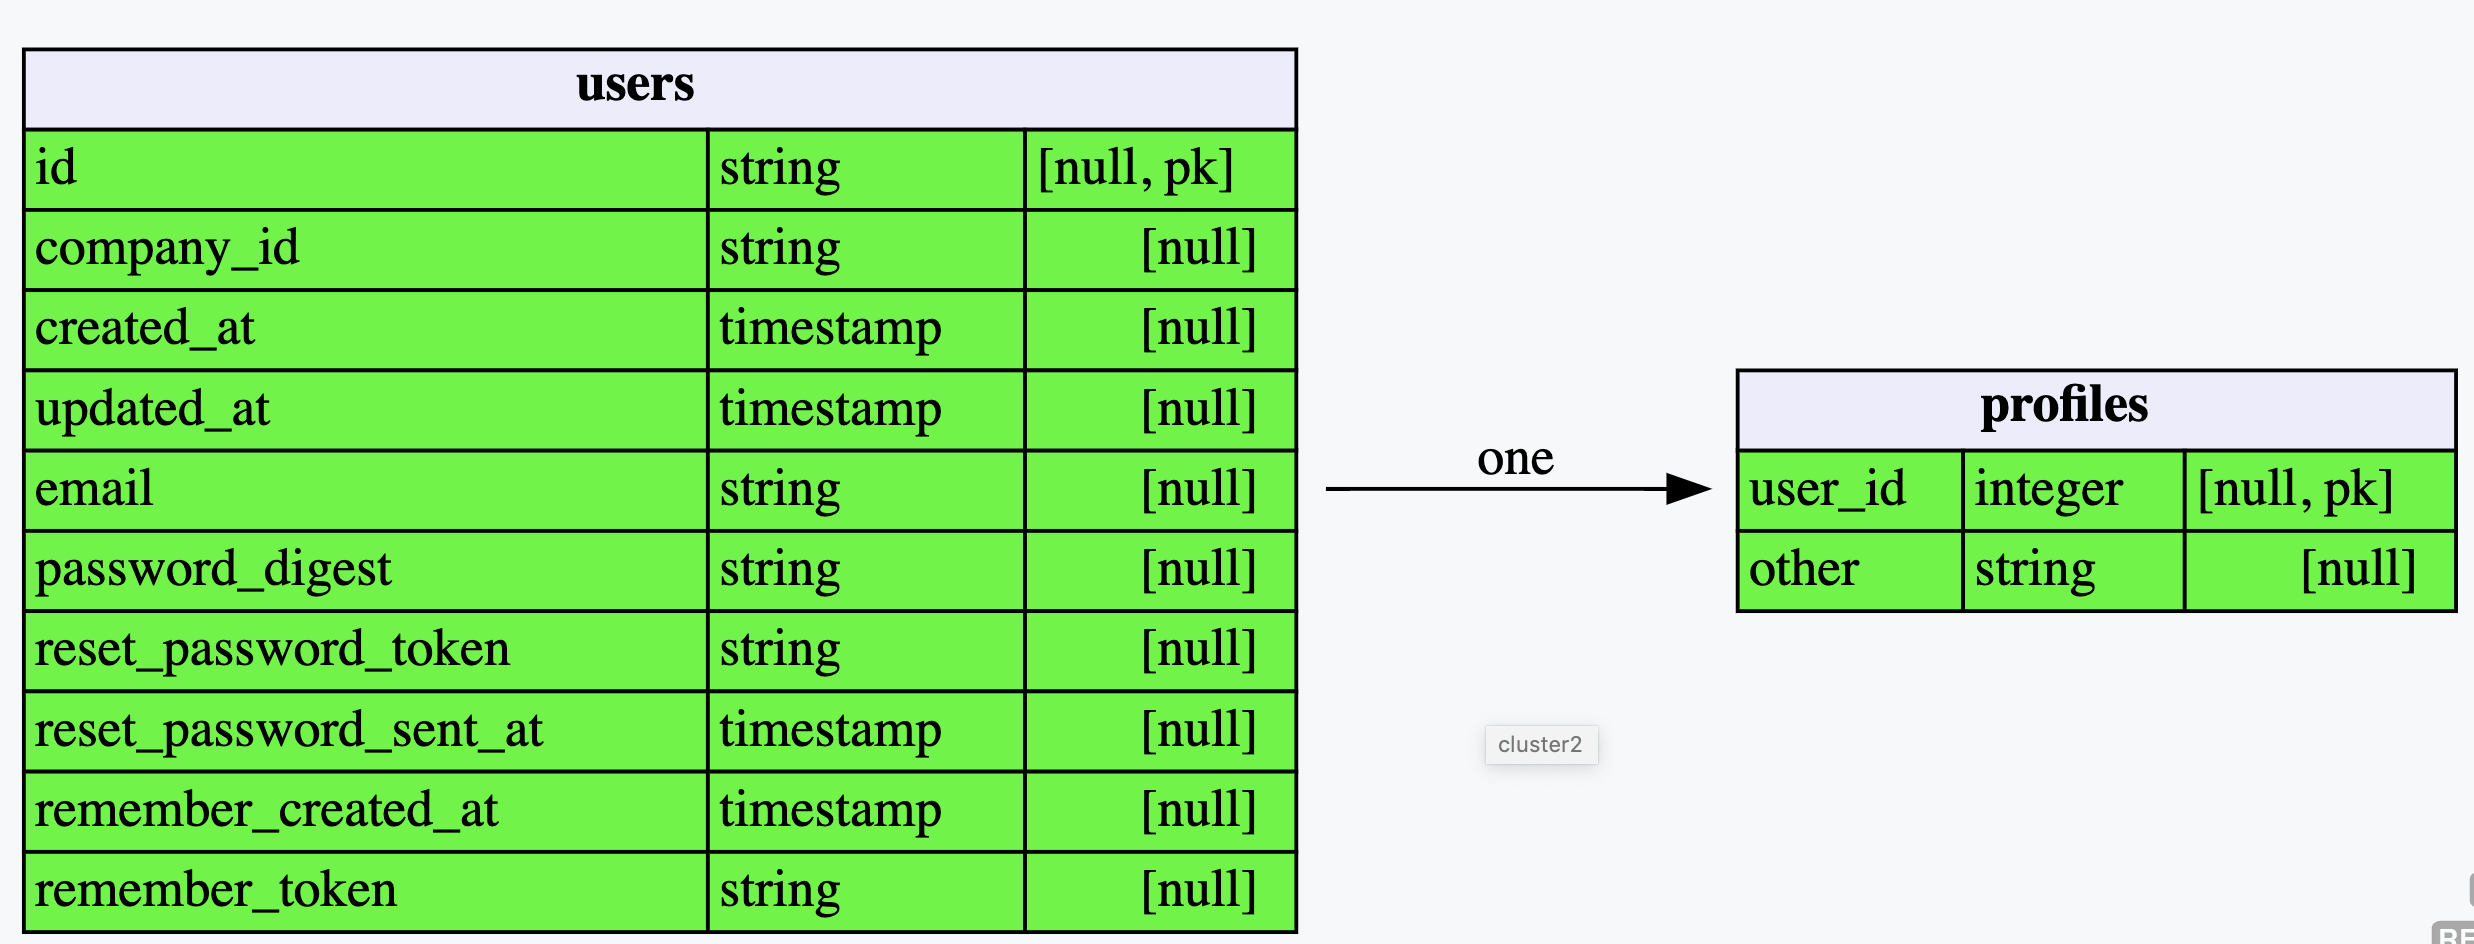 users
id string [null, pk]
company_id string [null]
created_at timestamp [null]
updated_at timestamp [null]
email string [null]
password_digest string [null]
reset_password_token string [null]
reset_password_sent_at timestamp [null]
remember_created_at timestamp [null]
remember_token string [null]
one
cluster2
profiles
user_id integer [null, pk]
other string [null]